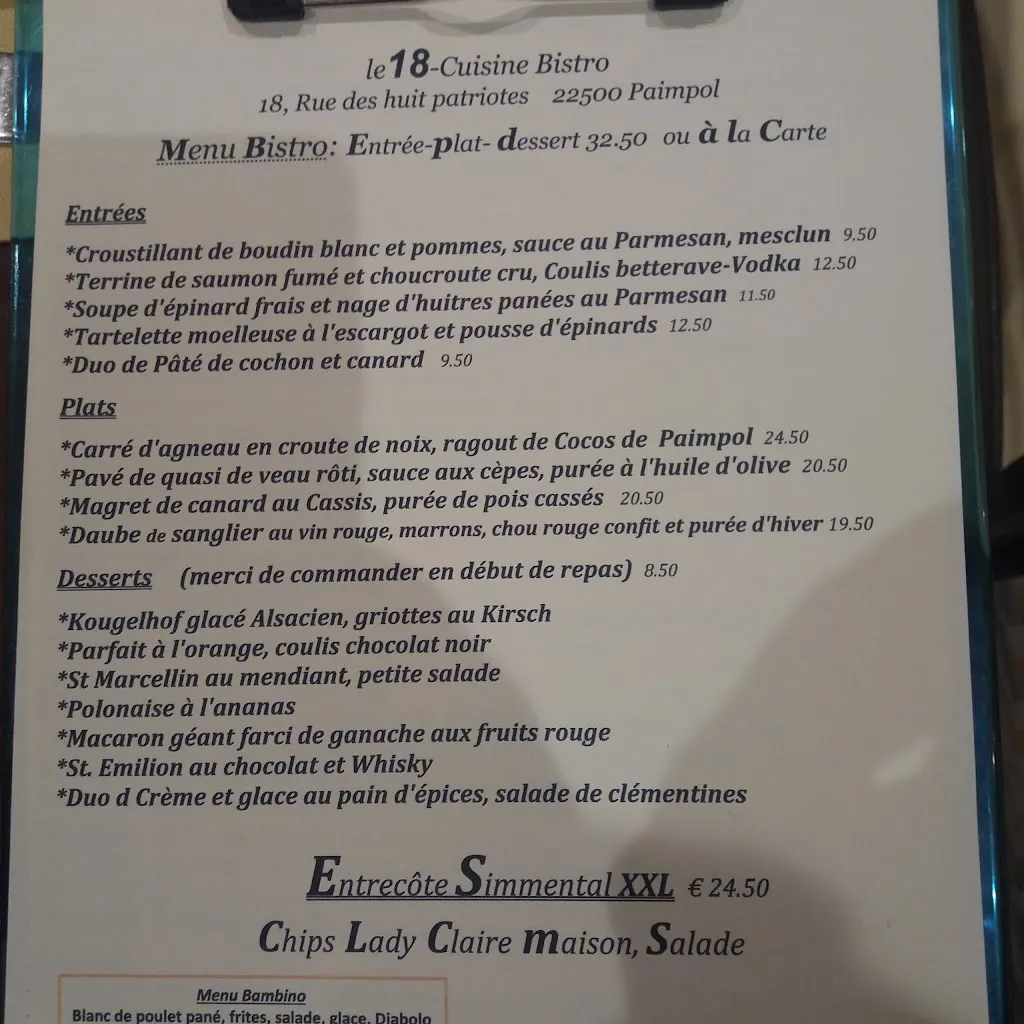 le 18-Cuisine Bistro
18, Rue des huit patriotes 22500 Paimpol
Menu Bistro: Entrée-plat- dessert 32.50 ou à la Carte
Entrées
*Croustillant de boudin blanc et pommes, sauce au Parmesan, mesclun 9.50
*Terrine de saumon fumé et choucroute cru, Coulis betterave-Vodka 12.50
*Soupe d'épinard frais et nage d'huitres panées au Parmesan 11.50
*Tartelette moelleuse à l'escargot et pousse d'épinards 12.50
*Duo de Pâté de cochon et canard 9.50
Plats
*Carré d'agneau en croute de noix, ragout de Cocos de Paimpol 24.50
*Pavé de quasi de veau rôti, sauce aux cèpes, purée à l'huile d'olive 20.50
*Magret de canard au Cassis, purée de pois cassés 20.50
*Daube de sanglier au vin rouge, marrons, chou rouge confit et purée d'hiver 19.50
Desserts (merci de commander en début de repas) 8.50
*Kougelhof glacé Alsacien, griottes au Kirsch
*Parfait à l'orange, coulis chocolat noir
*St Marcellin au mendiant, petite salade
*Polonaise à l'ananas
*Macaron géant farci de ganache aux fruits rouge
*St. Emilion au chocolat et Whisky
*Duo d Crème et glace au pain d'épices, salade de clémentines
Entrecôte Simmental XXL € 24.50
Chips Lady Claire maison, Salade
Menu Bambino
Blanc de poulet pané, frites, salade, glace, Diabolo